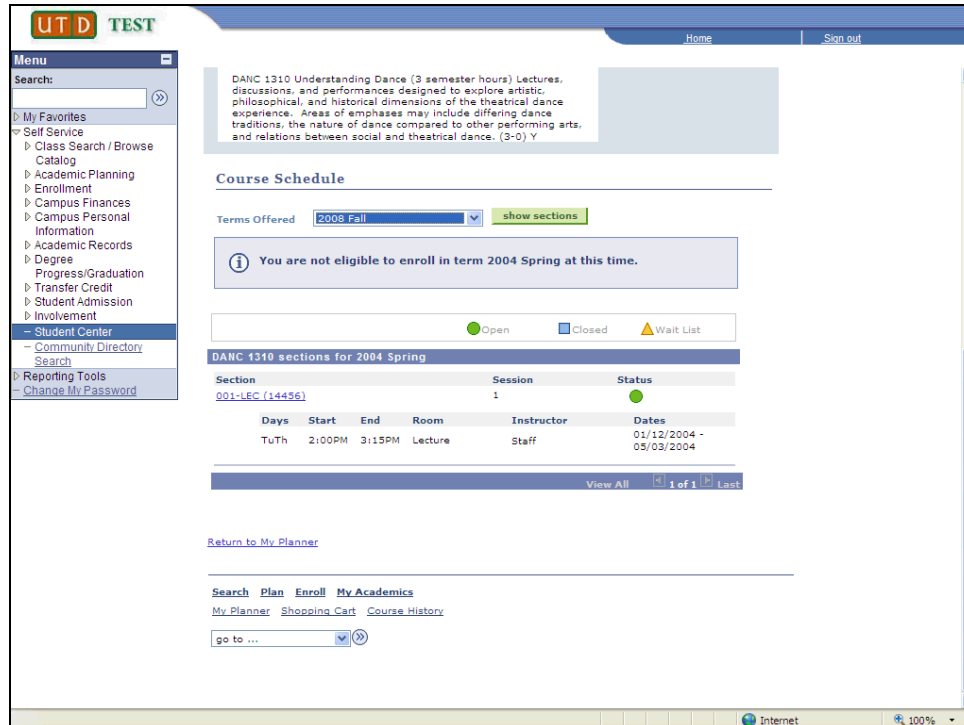 UTD TEST
Home Sign out
Menu
Search:
My Favorites
Self Service
Class Search / Browse
Catalog
Academic Planning
Enrollment
Campus Finances
Campus Personal
Information
Academic Records
Degree
Progress/Graduation
Transfer Credit
Student Admission
Involvement
Student Center
Community Directory
Search
Reporting Tools
Change My Password
DANC 1310 Understanding Dance (3 semester hours) Lectures,
discussions, and performances designed to explore artistic,
philosophical, and historical dimensions of the theatrical dance
experience. Areas of emphases may include differing dance
traditions, the nature of dance compared to other performing arts,
and relations between social and theatrical dance. (3-0) Y
Course Schedule
Terms Offered 2008 Fall show sections
You are not eligible to enroll in term 2004 Spring at this time.
Open Closed Wait List
DANC 1310 sections for 2004 Spring
Section Session Status
001-LEC (14456) 1
Days Start End Room Instructor Dates
TuTh 2:00PM 3:15PM Lecture Staff 01/12/2004 -
05/03/2004
View All 1 of 1 Last
Return to My Planner
Search Plan Enroll My Academics
My Planner Shopping Cart Course History
go to ...
Internet 100%